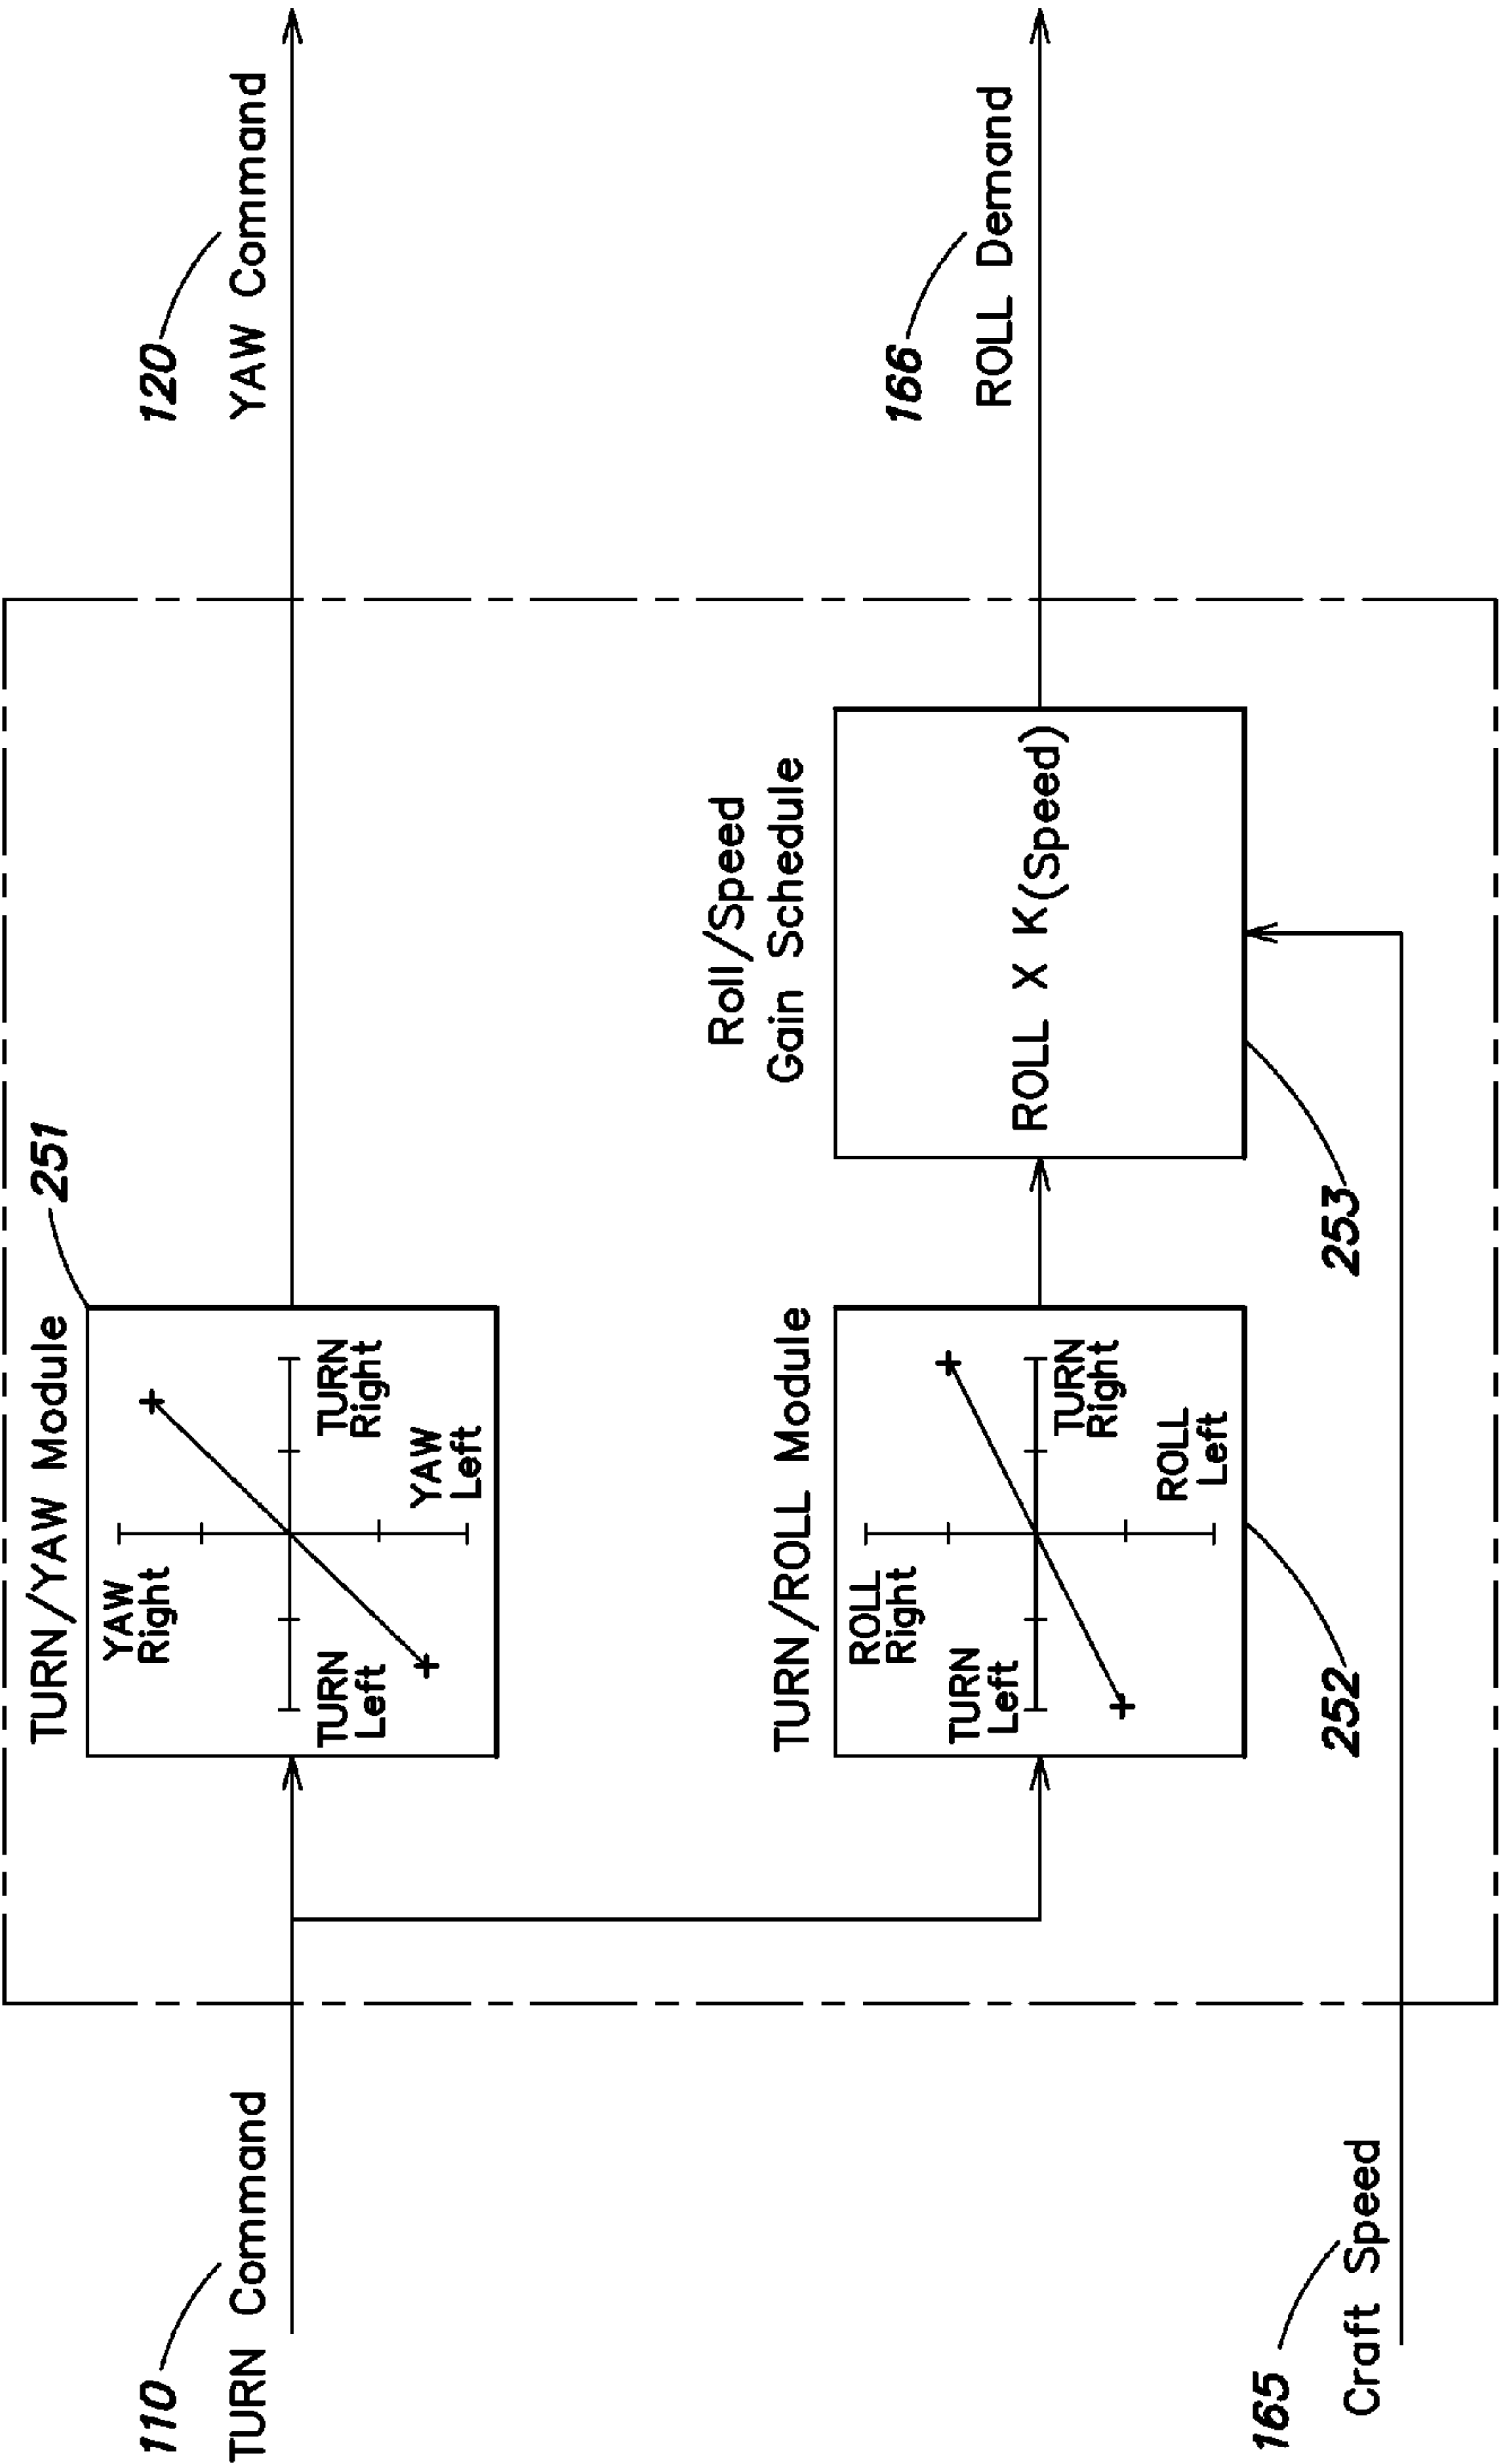 110
TURN Command
TURN/YAW Module
251
YAW
Right
TURN
Left
TURN
Right
YAW
Left
120
YAW Command
TURN/ROLL Module
ROLL
Right
TURN
Left
TURN
Right
ROLL
Left
252
Roll/Speed
Gain Schedule
ROLL X K(Speed)
253
166
ROLL Demand
165
Craft Speed